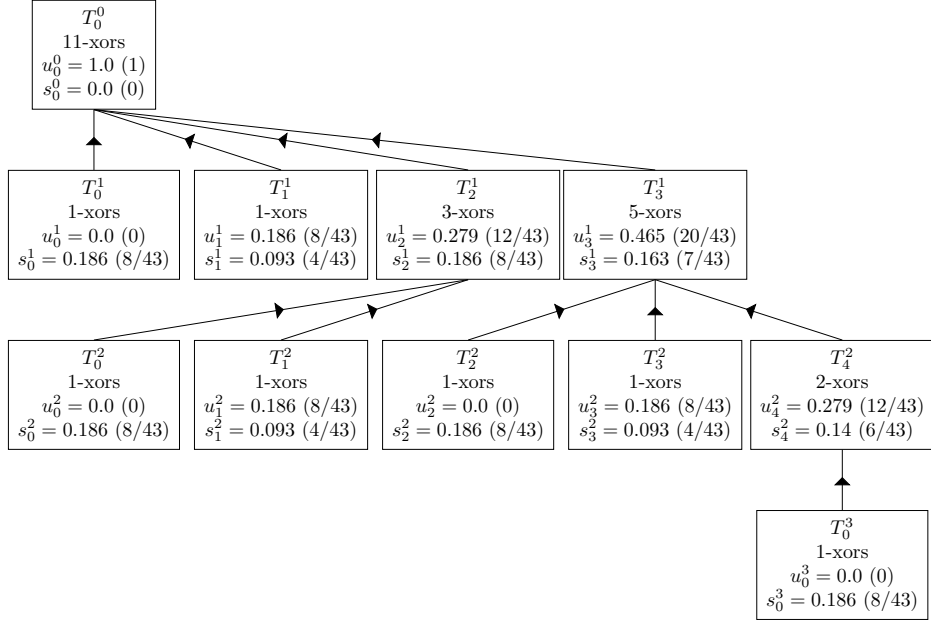 T_0^0
11-xors
u_0^0 = 1.0 (1)
s_0^0 = 0.0 (0)
T_0^1
1-xors
u_0^1 = 0.0 (0)
s_0^1 = 0.186 (8/43)
T_1^1
1-xors
u_1^1 = 0.186 (8/43)
s_1^1 = 0.093 (4/43)
T_2^1
3-xors
u_2^1 = 0.279 (12/43)
s_2^1 = 0.186 (8/43)
T_3^1
5-xors
u_3^1 = 0.465 (20/43)
s_3^1 = 0.163 (7/43)
T_0^2
1-xors
u_0^2 = 0.0 (0)
s_0^2 = 0.186 (8/43)
T_1^2
1-xors
u_1^2 = 0.186 (8/43)
s_1^2 = 0.093 (4/43)
T_2^2
1-xors
u_2^2 = 0.0 (0)
s_2^2 = 0.186 (8/43)
T_3^2
1-xors
u_3^2 = 0.186 (8/43)
s_3^2 = 0.093 (4/43)
T_4^2
2-xors
u_4^2 = 0.279 (12/43)
s_4^2 = 0.14 (6/43)
T_0^3
1-xors
u_0^3 = 0.0 (0)
s_0^3 = 0.186 (8/43)